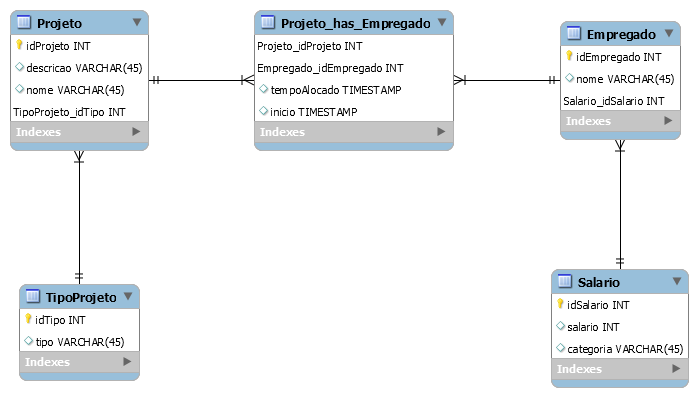 Projeto
idProjeto INT
descricao VARCHAR(45)
nome VARCHAR(45)
TipoProjeto_idTipo INT
Indexes
Projeto_has_Empregado
Projeto_idProjeto INT
Empregado_idEmpregado INT
tempoAlocado TIMESTAMP
inicio TIMESTAMP
Indexes
Empregado
idEmpregado INT
nome VARCHAR(45)
Salario_idSalario INT
Indexes
TipoProjeto
idTipo INT
tipo VARCHAR(45)
Indexes
Salario
idSalario INT
salario INT
categoria VARCHAR(45)
Indexes